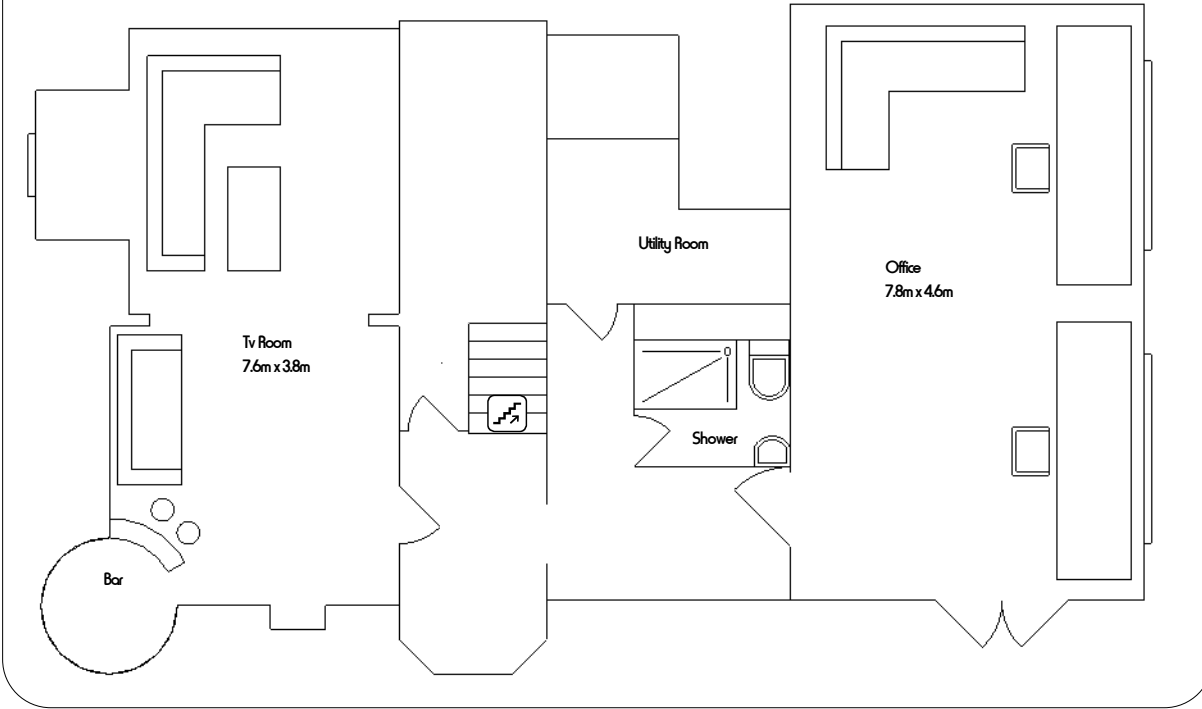 Utility Room
Office
7.8m x 4.6m
Tv Room
7.6m x 3.8m
Shower
Bar